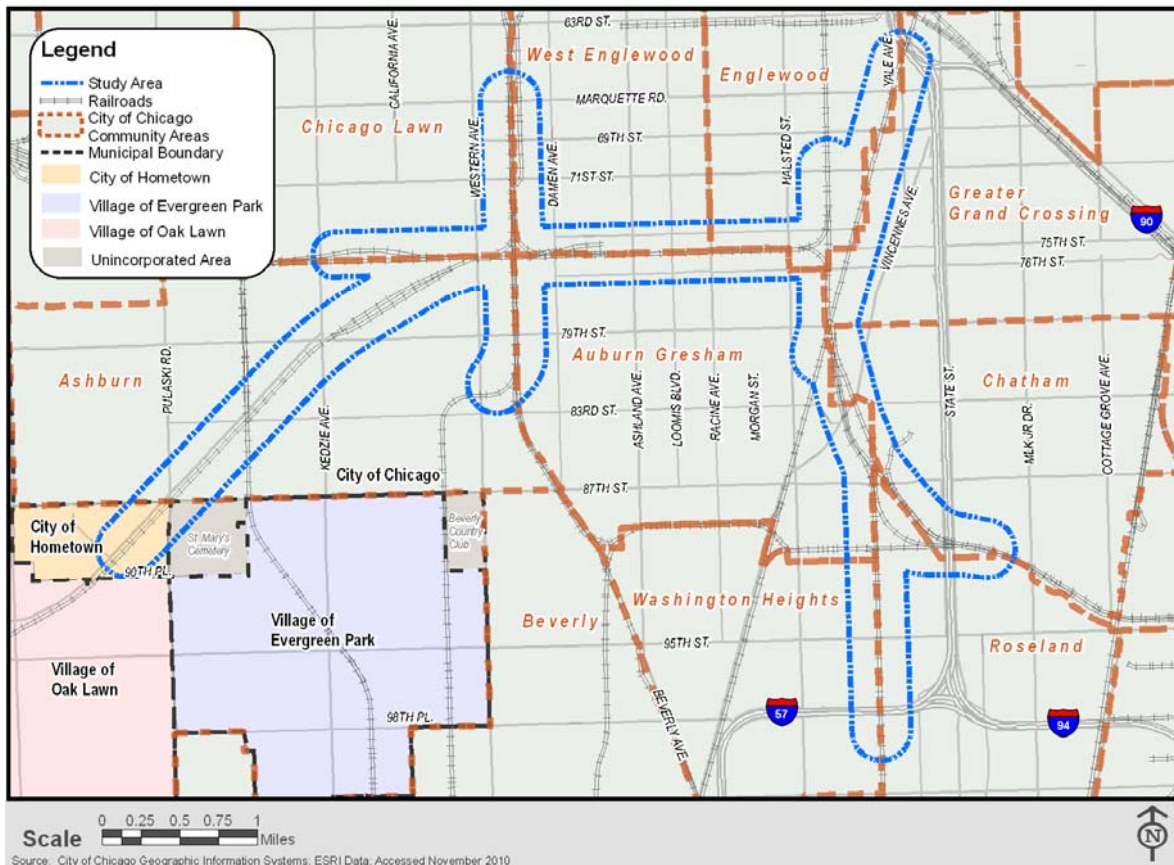 Legend
Study Area
Railroads
City of Chicago
Community Areas
Municipal Boundary
City of Hometown
Village of Evergreen Park
Village of Oak Lawn
Unincorporated Area
63RD ST.
CALIFORNIA AVE.
West Englewood
Englewood
YALE AVE.
MARQUETTE RD.
Chicago Lawn
69TH ST.
WESTERN AVE.
DAMEN AVE.
HALSTED ST.
71ST ST.
Greater
Grand Crossing
90
VINCENNES AVE.
75TH ST.
76TH ST.
79TH ST.
Auburn Gresham
Ashburn
PULASKI RD.
KEDZIE AVE.
ASHLAND AVE.
LOOMIS BLVD.
RACINE AVE.
MORGAN ST.
STATE ST.
Chatham
MLK JR DR.
COTTAGE GROVE AVE.
83RD ST.
City of Chicago
87TH ST.
City of
Hometown
St Mary's
Cemetery
Beverly
Country
Club
90TH PL.
Village of
Evergreen Park
Beverly
Washington Heights
95TH ST.
Roseland
Village of
Oak Lawn
BEVERLY AVE.
98TH PL.
57
94
Scale
0 0.25 0.5 0.75 1
Miles
N
Source: City of Chicago Geographic Information Systems; ESRI Data; Accessed November 2010